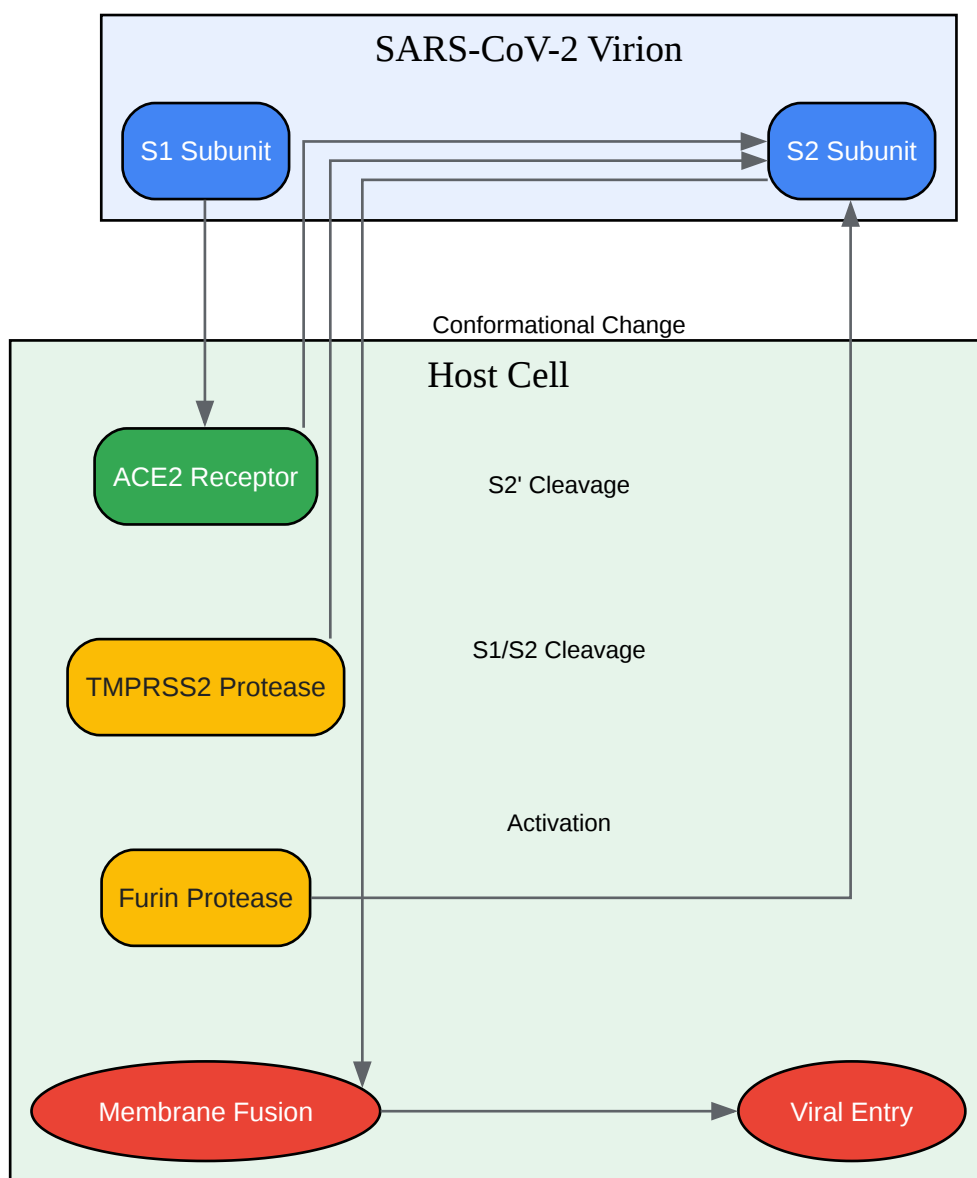 SARS-CoV-2 Virion
S1 Subunit
S2 Subunit
Conformational Change
Host Cell
ACE2 Receptor
S2' Cleavage
S1/S2 Cleavage
TMPRSS2 Protease
Activation
Furin Protease
Membrane Fusion
Viral Entry